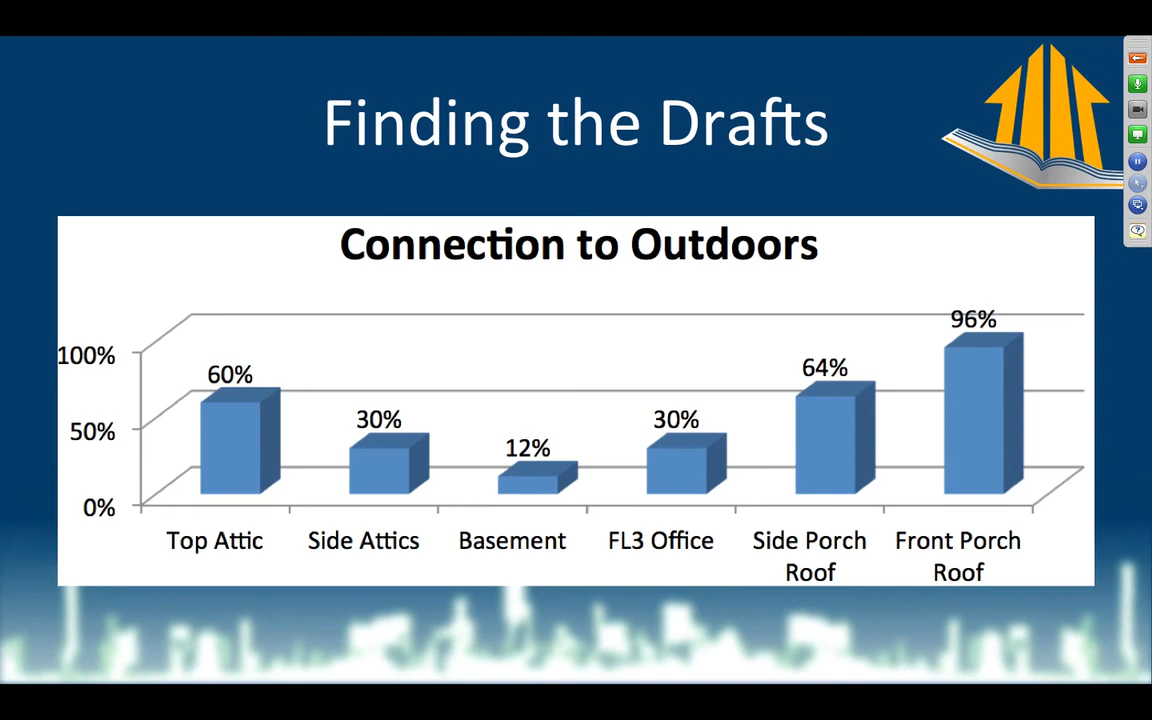 Finding the Drafts
Connection to Outdoors
96%
100%
60%
64%
50%
30%
30%
12%
0%
Top Attic
Side Attics
Basement
FL3 Office
Side Porch
Roof
Front Porch
Roof
?